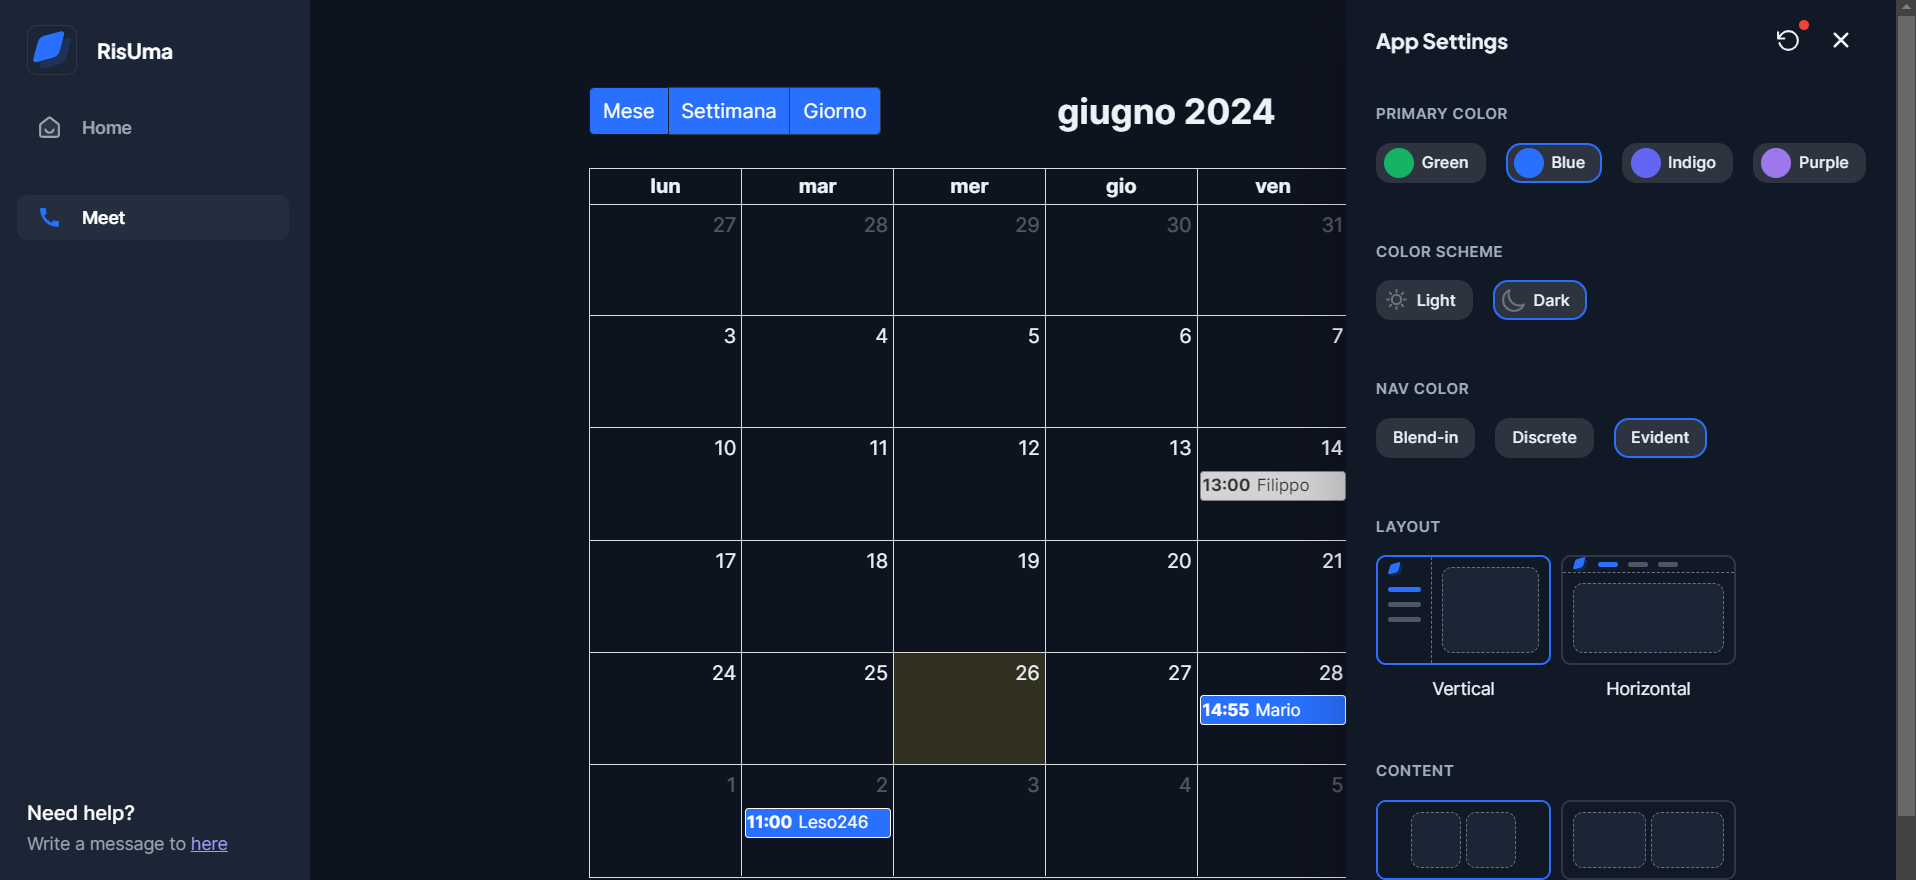 RisUma
Home
Meet
Need help?
Write a message to here
Mese Settimana Giorno
giugno 2024
lun mar mer gio ven
27 28 29 30 31
3 4 5 6 7
10 11 12 13 14
13:00 Filippo
17 18 19 20 21
24 25 26 27 28
14:55 Mario
1 2 3 4 5
11:00 Leso246
App Settings
PRIMARY COLOR
Green Blue Indigo Purple
COLOR SCHEME
Light Dark
NAV COLOR
Blend-in Discrete Evident
LAYOUT
Vertical Horizontal
CONTENT